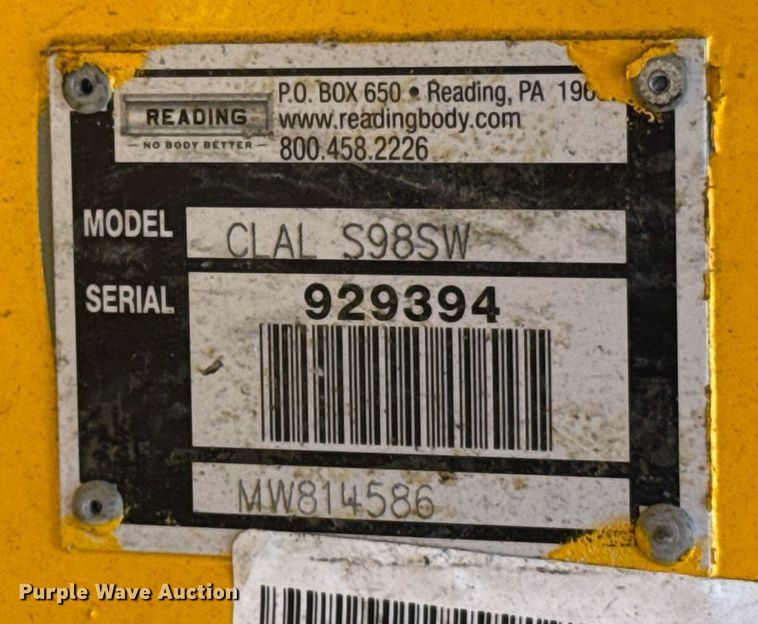 READING
— NO BODY BETTER —
P.O. BOX 650 • Reading, PA
www.readingbody.com
800.458.2226
MODEL CLAL S98SW
SERIAL 929394
MW814586
Purple Wave Auction